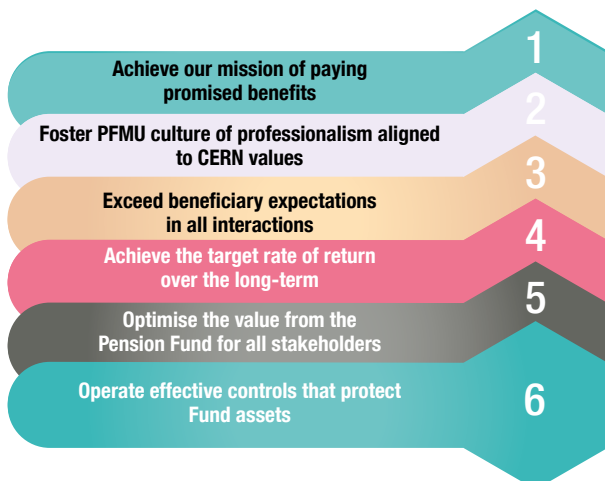 1
Achieve our mission of paying
promised benefits
2
Foster PFMU culture of professionalism aligned
to CERN values
3
Exceed beneficiary expectations
in all interactions
4
Achieve the target rate of return
over the long-term
5
Optimise the value from the
Pension Fund for all stakeholders
6
Operate effective controls that protect
Fund assets